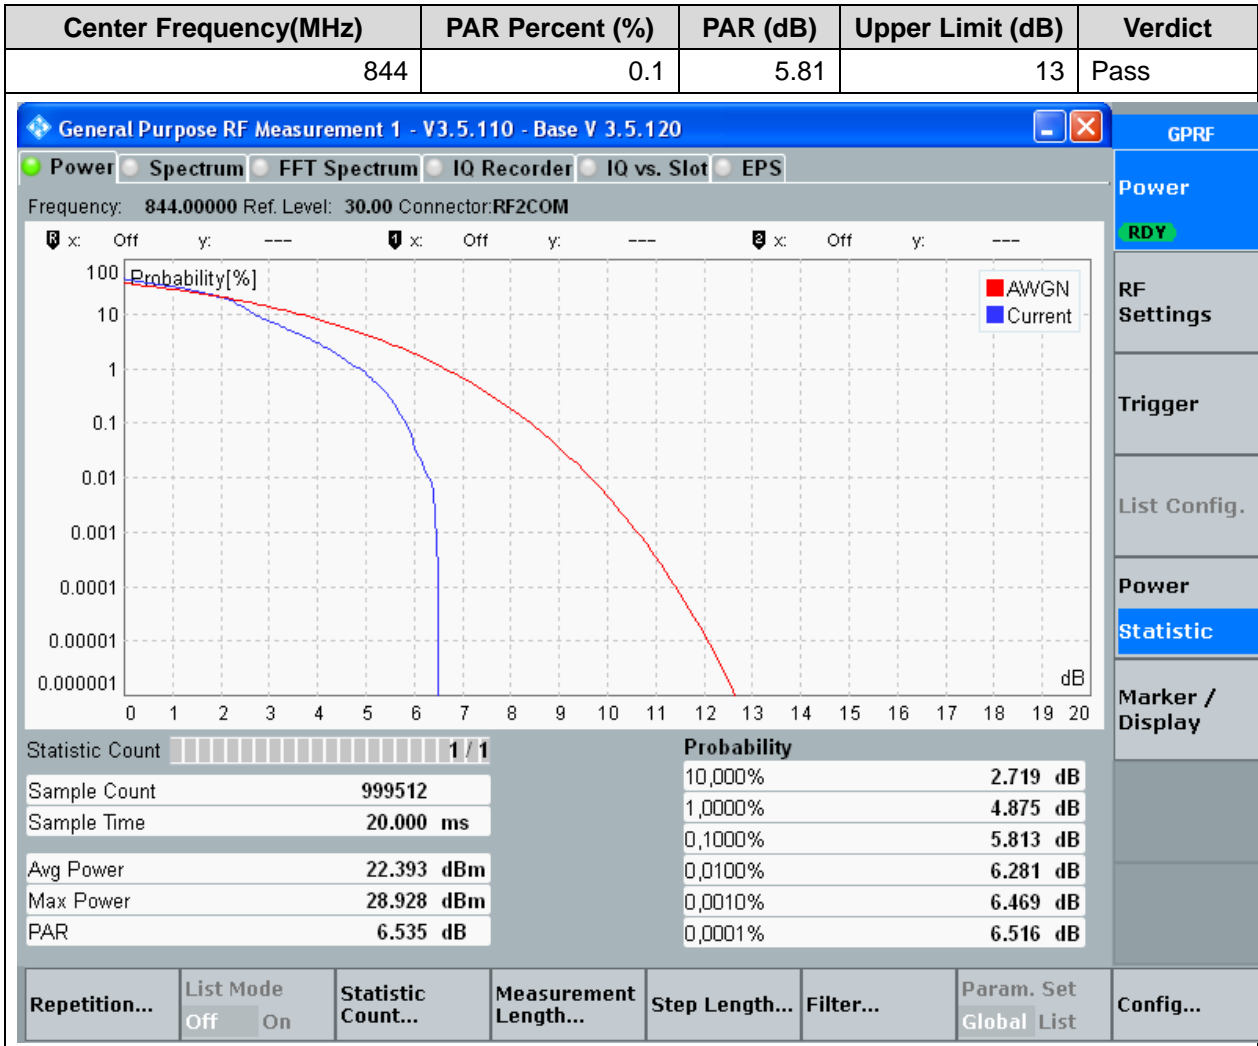 Center Frequency(MHz) PAR Percent (%) PAR (dB) Upper Limit (dB) Verdict
844 0.1 5.81 13 Pass
General Purpose RF Measurement 1 - V3.5.110 - Base V 3.5.120
GPRF
Power Spectrum FFT Spectrum IQ Recorder IQ vs. Slot EPS
Frequency: 844.00000 Ref. Level: 30.00 Connector:RF2COM
R x: Off y: --- 1 x: Off y: --- 2 x: Off y: ---
Probability[%]
AWGN
Current
100
10
1
0.1
0.01
0.001
0.0001
0.00001
0.000001
dB
0 1 2 3 4 5 6 7 8 9 10 11 12 13 14 15 16 17 18 19 20
Statistic Count 1 / 1
Sample Count 999512
Sample Time 20.000 ms
Avg Power 22.393 dBm
Max Power 28.928 dBm
PAR 6.535 dB
Probability
10,000% 2.719 dB
1,0000% 4.875 dB
0,1000% 5.813 dB
0,0100% 6.281 dB
0,0010% 6.469 dB
0,0001% 6.516 dB
Power
RDY
RF
Settings
Trigger
List Config.
Power
Statistic
Marker /
Display
Repetition...
List Mode
Off On
Statistic
Count...
Measurement
Length...
Step Length...
Filter...
Param. Set
Global List
Config...